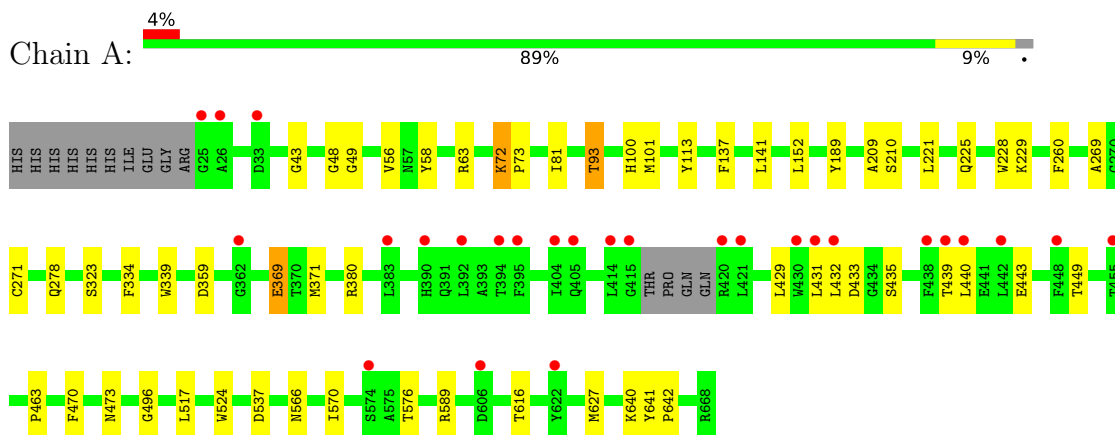 4%
Chain A:
89% 9% •
HIS HIS HIS HIS HIS HIS ILE GLU GLY ARG G25 A26 D33 G43 G48 G49 V56 N57 Y58 R63 K72 P73 I81 T93 H100 M101 Y113 F137 L141 L152 Y189 A209 S210 L221 Q225 W228 K229 F260 A269 G270
C271 Q278 S323 F334 W339 D359 G362 E369 T370 M371 R380 L383 H390 Q391 L392 A393 T394 F395 I404 Q405 L414 G415 THR PRO GLN GLN R420 L421 L429 W430 L431 L432 D433 G434 S435 F438 T439 L440 E441 L442 E443 F448 T449 T455
P463 F470 N473 G496 L517 W524 D537 N566 I570 S574 A575 T576 R589 D606 T616 Y622 M627 K640 Y641 P642 R668